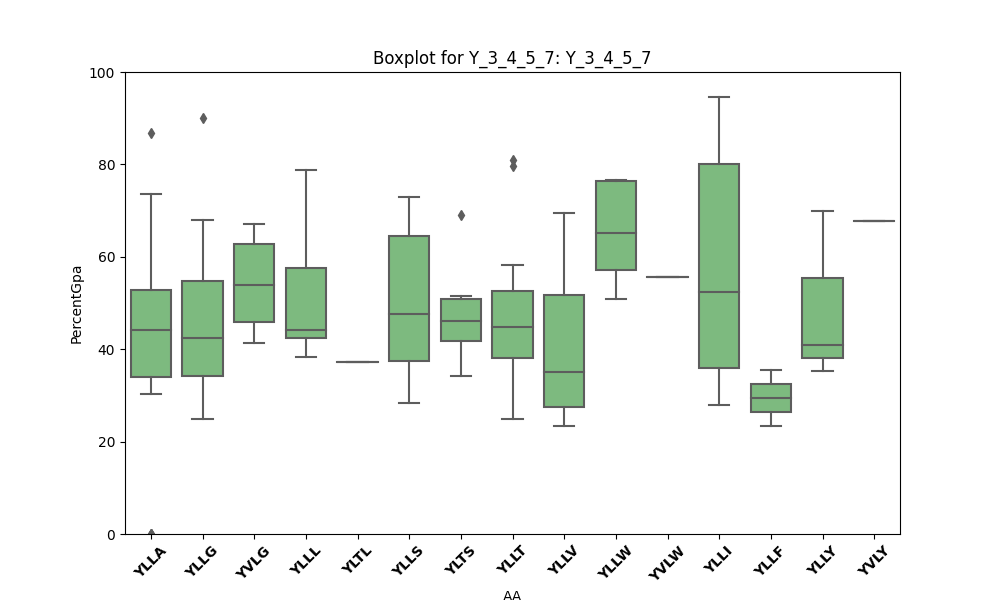 Boxplot for Y_3_4_5_7: Y_3_4_5_7
PercentGpa
100
80
60
40
20
0
YLLA YLLG YVLG YLLL YLTL YLLS YLTS YLLT YLLV YLLW YVLW YLLI YLLF YLLY YVLY
AA